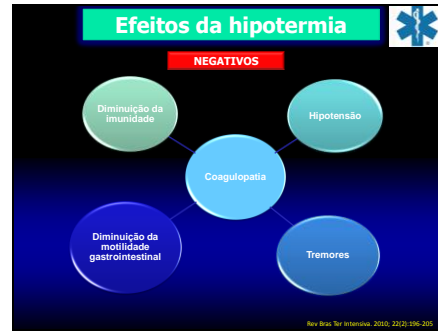 Efeitos da hipotermia
NEGATIVOS
Diminuição da
imunidade
Hipotensão
Coagulopatia
Diminuição da
motilidade
gastrointestinal
Tremores
Rev Bras Ter Intensiva. 2010; 22(2):196-205